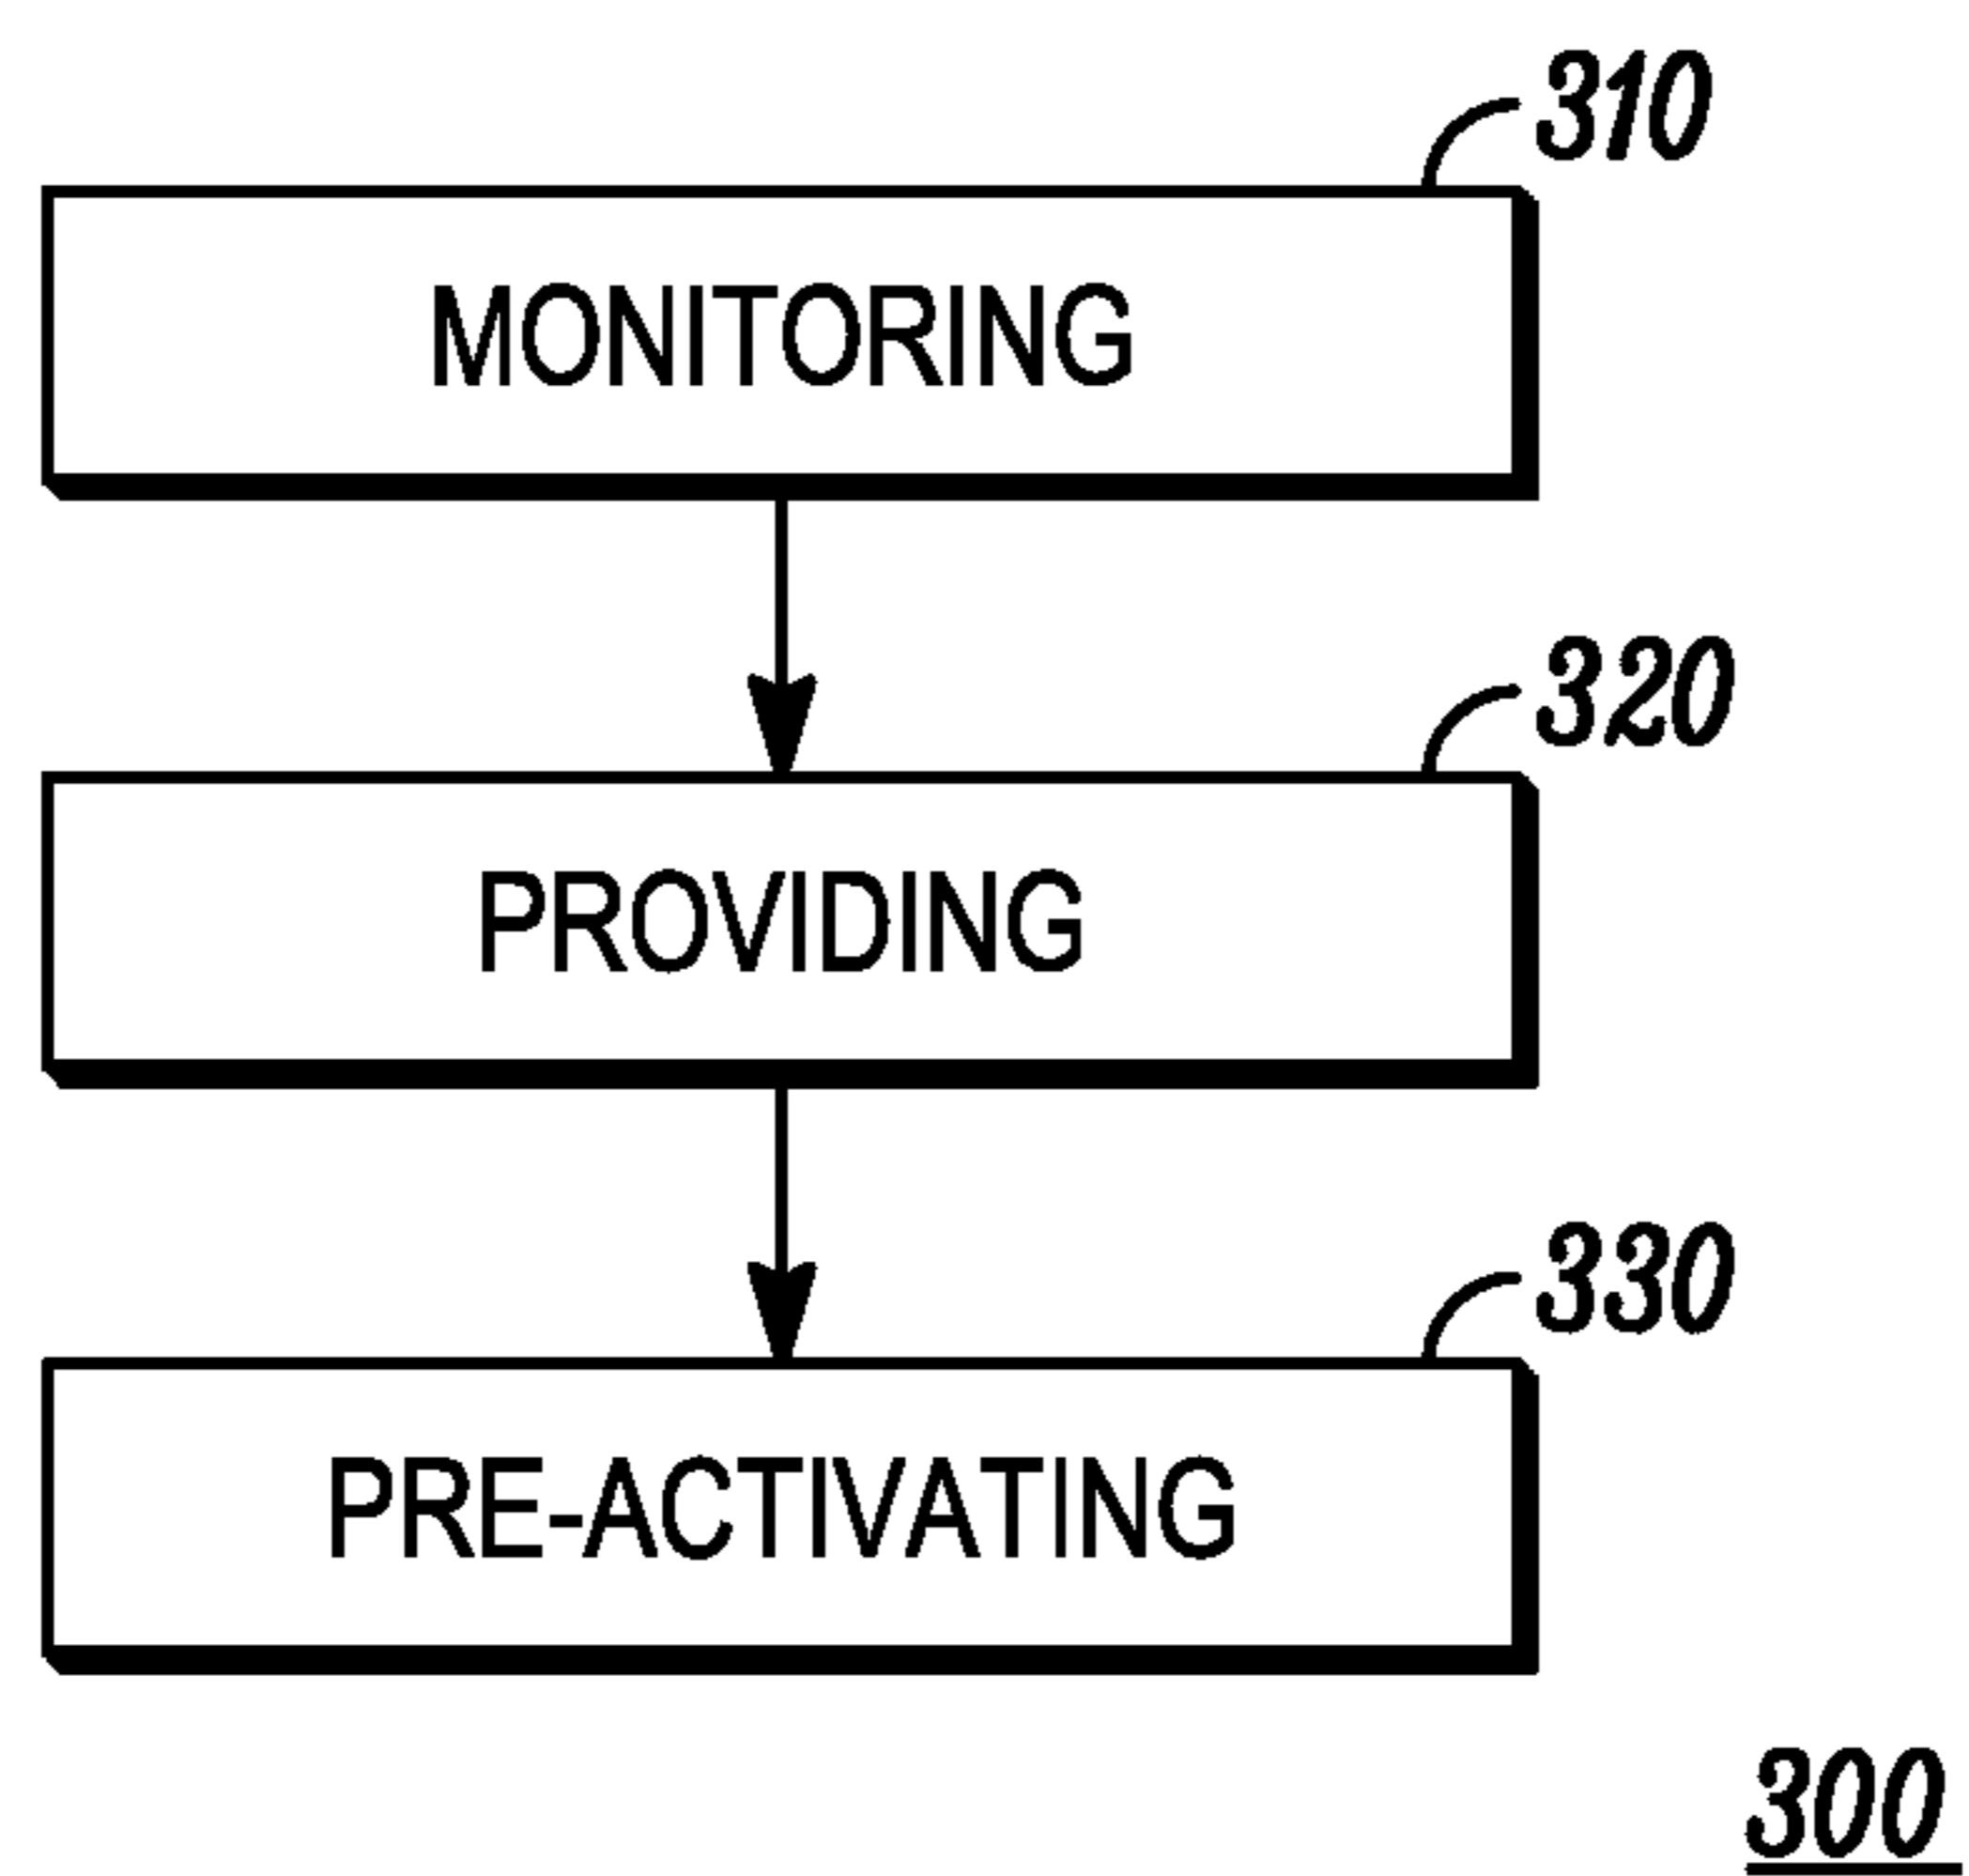 310
MONITORING
320
PROVIDING
330
PRE-ACTIVATING
300